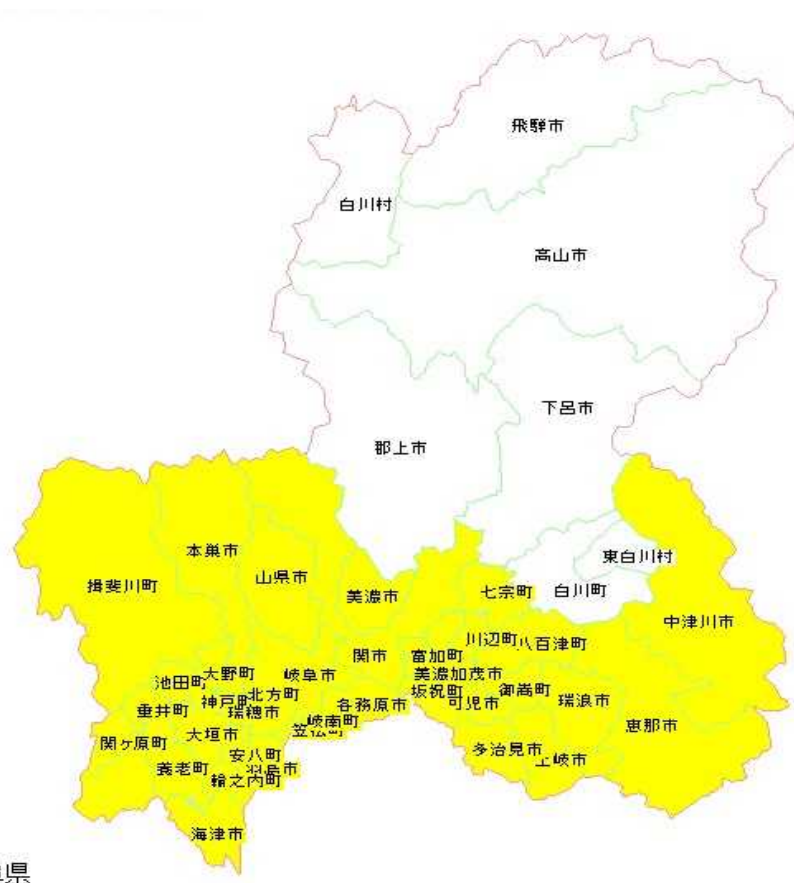 飛騨市
白川村
高山市
下呂市
郡上市
本巣市
東白川村
山県市
揖斐川町
白川町
七宗町
美濃市
中津川市
川辺町
八百津町
関市
富加町
大野町
岐阜市
美濃加茂市
池田町
御嵩町
坂祝町
北方町
神戸町
瑞浪市
可児市
各務原市
垂井町
瑞穂市
岐南町
恵那市
笠松町
大垣市
関ヶ原町
多治見市
安八町
土岐市
養老町
羽島市
輪之内町
海津市
県